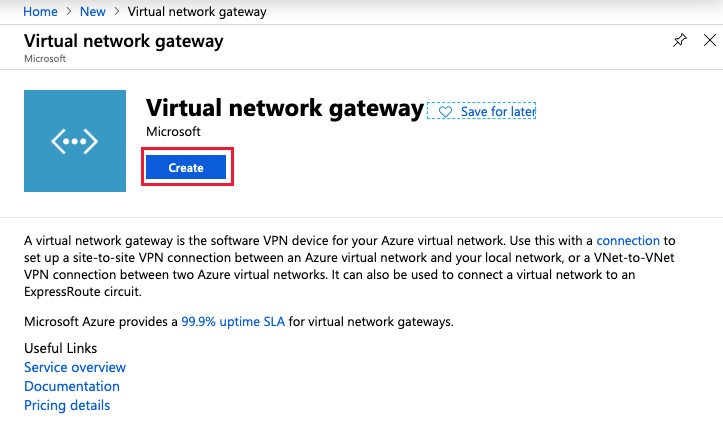 Home > New > Virtual network gateway
Virtual network gateway
Microsoft
Virtual network gateway
Save for later
Microsoft
Create
A virtual network gateway is the software VPN device for your Azure virtual network. Use this with a connection to
set up a site-to-site VPN connection between an Azure virtual network and your local network, or a VNet-to-VNet
VPN connection between two Azure virtual networks. It can also be used to connect a virtual network to an
ExpressRoute circuit.
Microsoft Azure provides a 99.9% uptime SLA for virtual network gateways.
Useful Links
Service overview
Documentation
Pricing details